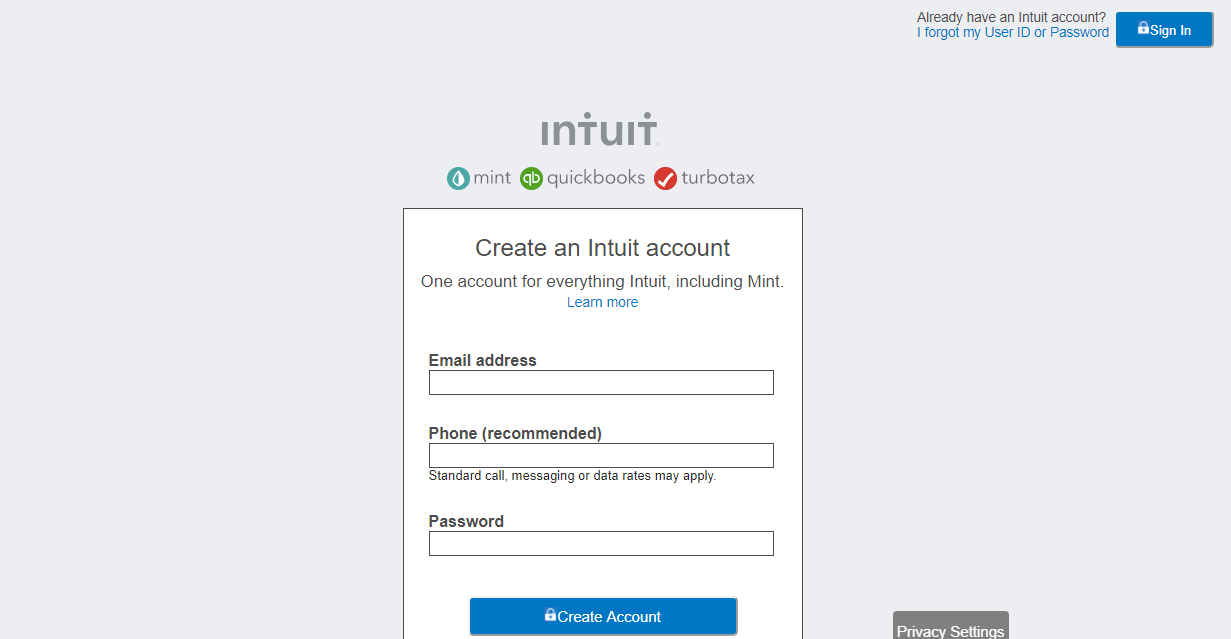 Already have an Intuit account?
I forgot my User ID or Password
Sign In
intuit
mint qb quickbooks turbotax
Create an Intuit account
One account for everything Intuit, including Mint.
Learn more
Email address
Phone (recommended)
Standard call, messaging or data rates may apply.
Password
Create Account
Privacy Settings